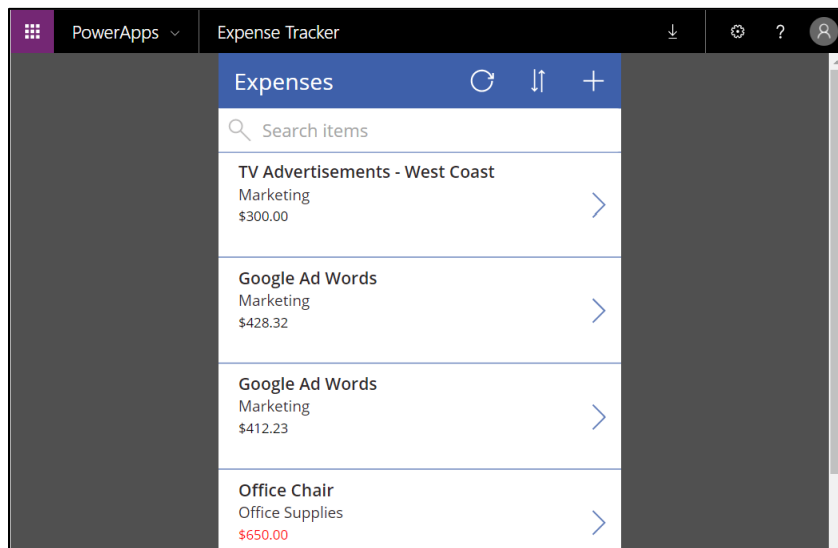 PowerApps
Expense Tracker
?
Expenses
Search items
TV Advertisements - West Coast
Marketing
$300.00
Google Ad Words
Marketing
$428.32
Google Ad Words
Marketing
$412.23
Office Chair
Office Supplies
$650.00